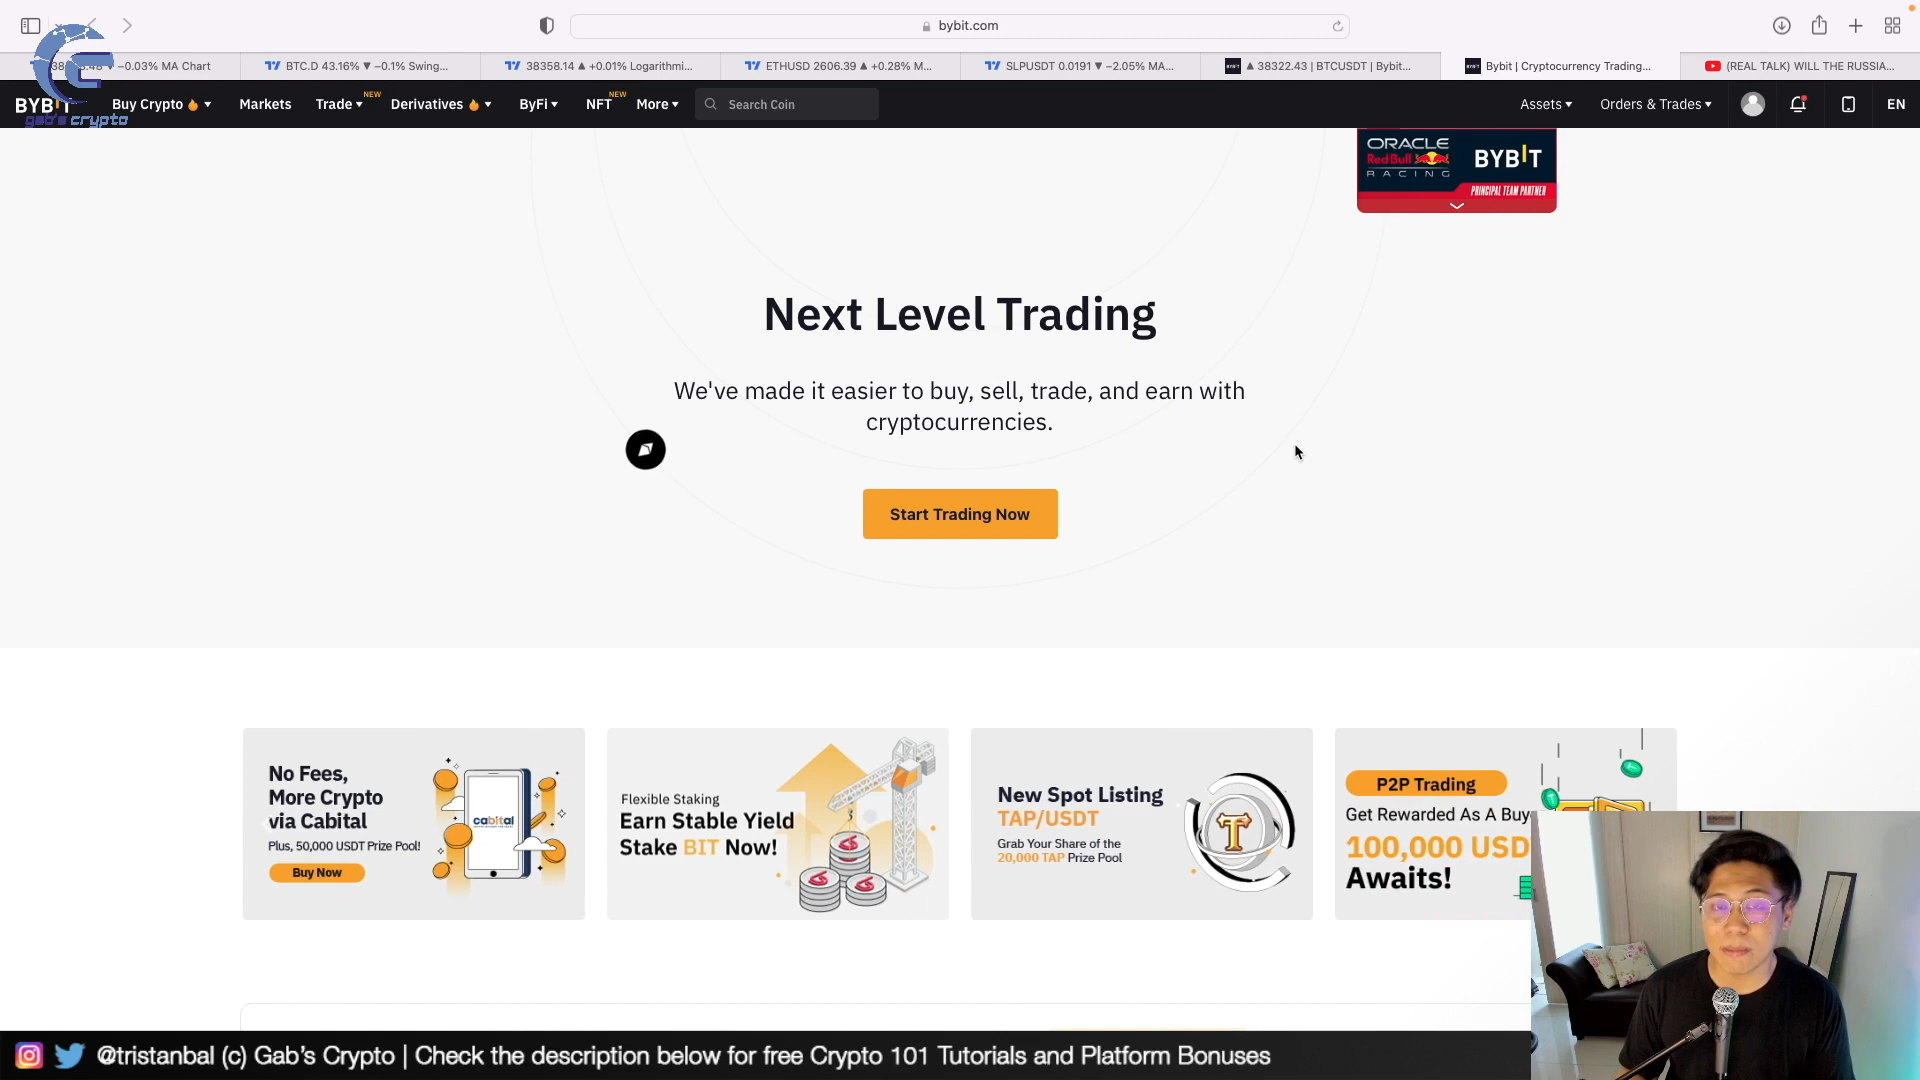 bybit.com
−0.03% MA Chart
BTC.D 43.16% ▼ −0.1% Swing...
38358.14 ▲ +0.01% Logarithmi...
ETHUSD 2606.39 ▲ +0.28% M...
SLPUSDT 0.0191 ▼ −2.05% MA...
▲ 38322.43 | BTCUSDT | Bybit...
Bybit | Cryptocurrency Trading...
(REAL TALK) WILL THE RUSSIA...
BYBIT
gab's crypto
Buy Crypto
Markets
Trade
NEW
Derivatives
ByFi
NFT
NEW
More
Search Coin
Assets
Orders & Trades
EN
ORACLE
Red Bull
RACING
BYBIT
PRINCIPAL TEAM PARTNER
Next Level Trading
We've made it easier to buy, sell, trade, and earn with
cryptocurrencies.
Start Trading Now
No Fees,
More Crypto
via Cabital
Plus, 50,000 USDT Prize Pool!
Buy Now
cabital
Flexible Staking
Earn Stable Yield
Stake BIT Now!
New Spot Listing
TAP/USDT
Grab Your Share of the
20,000 TAP Prize Pool
P2P Trading
Get Rewarded As A Buy
100,000 USD
Awaits!
@tristanbal (c) Gab's Crypto | Check the description below for free Crypto 101 Tutorials and Platform Bonuses